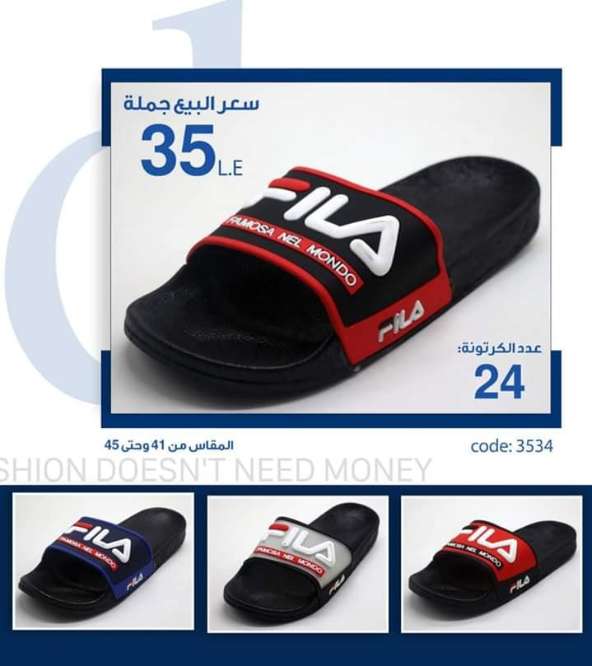 سعر البيع جملة
35 L.E
FILA
FAMOSA NEL MONDO
FILA
عدد الكرتونة:
24
المقاس من 41 وحتى 45
code: 3534
SHION DOESN'T NEED MONEY
FILA
FAMOSA NEL MONDO
FILA
FILA
FAMOSA NEL MONDO
FILA
FILA
FAMOSA NEL MONDO
FILA